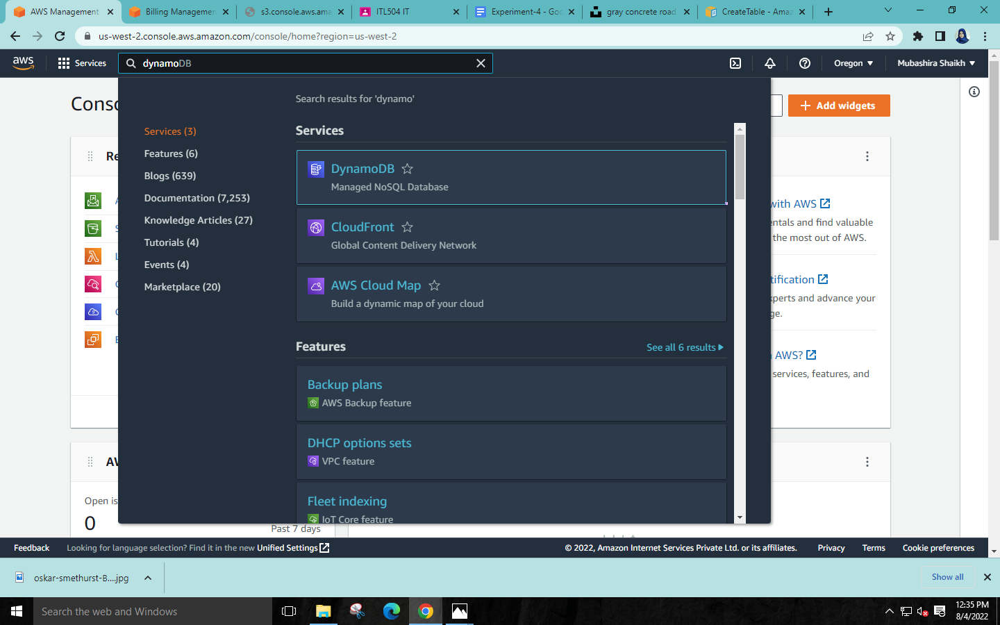 AWS Management
Billing Managemen
s3.console.aws.ama
ITL504 IT
Experiment-4 - Goo
gray concrete road
CreateTable - Amaz
us-west-2.console.aws.amazon.com/console/home?region=us-west-2
aws
Services
dynamoDB
Oregon
Mubashira Shaikh
Conso
Add widgets
Search results for 'dynamo'
Services (3)
Features (6)
Blogs (639)
Documentation (7,253)
Knowledge Articles (27)
Tutorials (4)
Events (4)
Marketplace (20)
Services
DynamoDB
Managed NoSQL Database
CloudFront
Global Content Delivery Network
AWS Cloud Map
Build a dynamic map of your cloud
Features
See all 6 results
Backup plans
AWS Backup feature
DHCP options sets
VPC feature
Fleet indexing
IoT Core feature
Re
with AWS
entals and find valuable
the most out of AWS.
tification
xperts and advance your
ge.
AWS?
services, features, and
Open is
0
Past 7 days
Feedback
Looking for language selection? Find it in the new Unified Settings
© 2022, Amazon Internet Services Private Ltd. or its affiliates.
Privacy
Terms
Cookie preferences
oskar-smethurst-B....jpg
Show all
Search the web and Windows
12:35 PM
8/4/2022